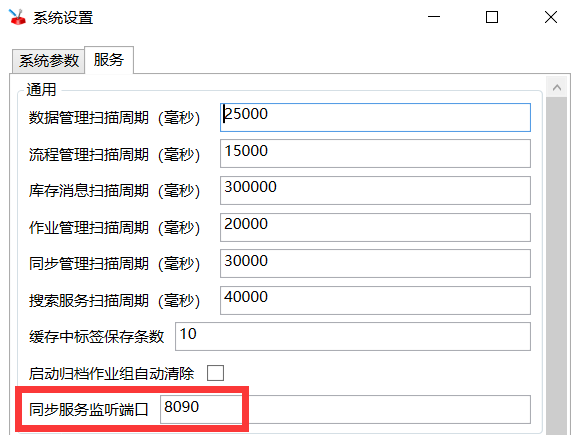 系统设置
系统参数 服务
通用
数据管理扫描周期（毫秒） 25000
流程管理扫描周期（毫秒） 15000
库存消息扫描周期（毫秒） 300000
作业管理扫描周期（毫秒） 20000
同步管理扫描周期（毫秒） 30000
搜索服务扫描周期（毫秒） 40000
缓存中标签保存条数 10
启动归档作业组自动清除
同步服务监听端口 8090